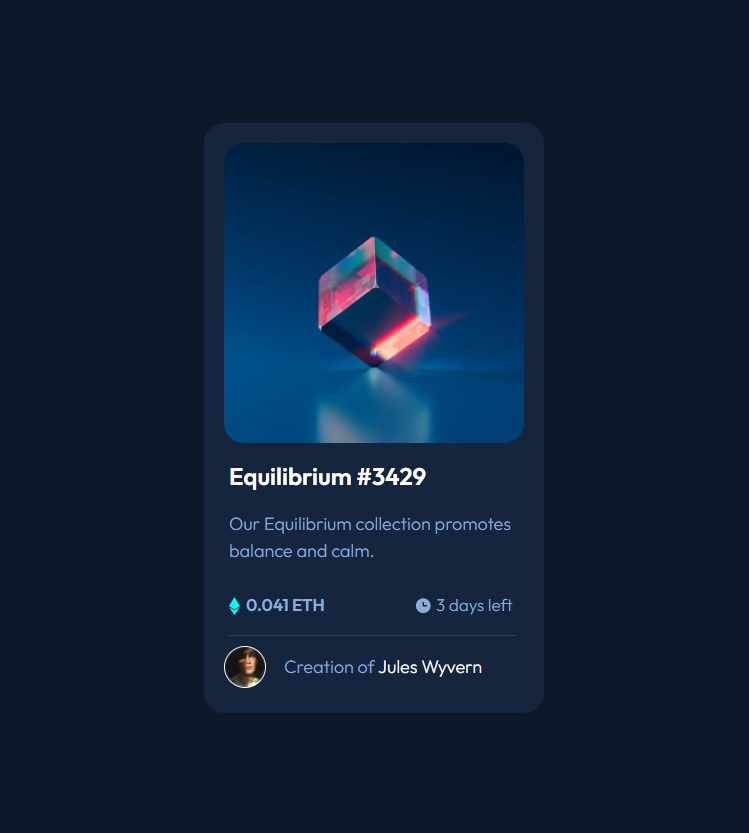 Equilibrium #3429
Our Equilibrium collection promotes
balance and calm.
0.041 ETH
3 days left
Creation of Jules Wyvern